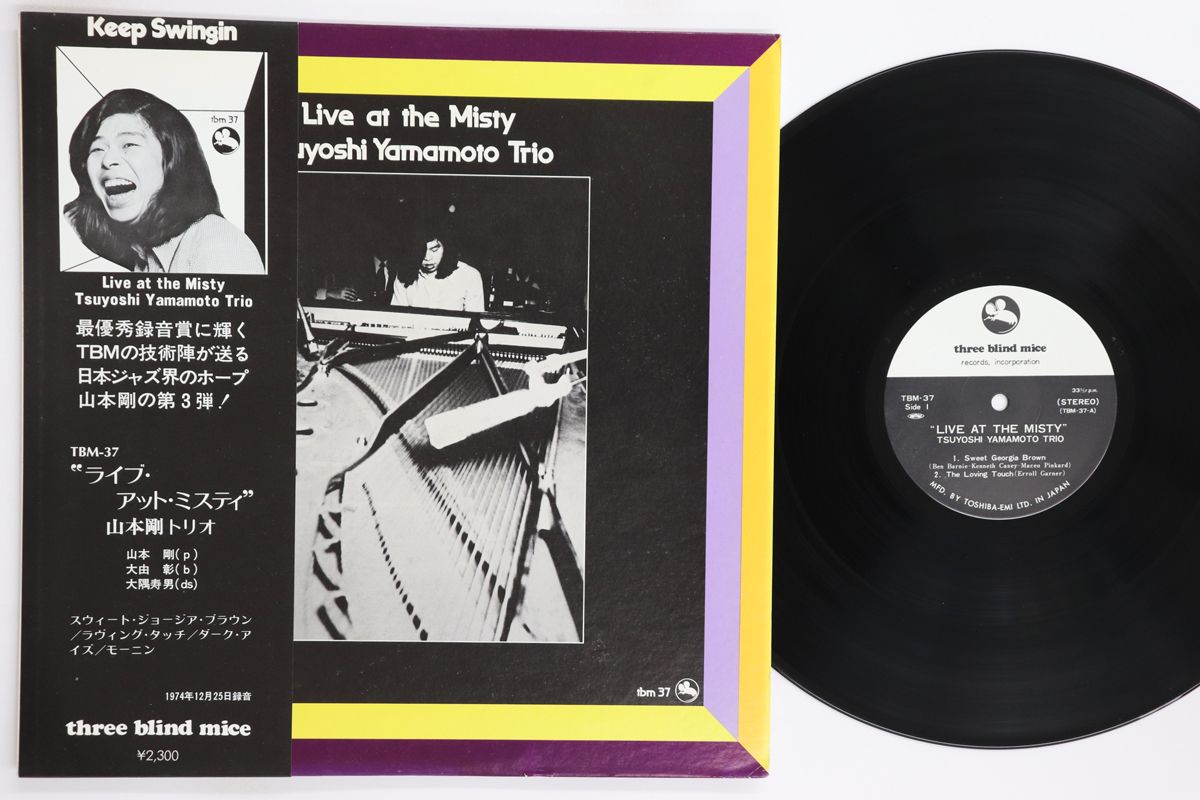 Keep Swingin
tbm 37
Live at the Misty
Tsuyoshi Yamamoto Trio
最優秀録音賞に輝く
TBMの技術陣が送る
日本ジャズ界のホープ
山本剛の第3弾!
TBM-37
“ライブ・
アット・ミスティ”
山本剛トリオ
山本 剛(p)
大由 彰(b)
大隅寿男(ds)
スウィート・ジョージア・ブラウン
/ラヴィング・タッチ/ダーク・ア
イズ/モーニン
1974年12月25日録音
three blind mice
¥2,300
Live at the Misty
uyoshi Yamamoto Trio
tbm 37
three blind mice
records, incorporation
TBM-37
Side 1
33⅓ r.p.m.
(STEREO)
(TBM-37-A)
“LIVE AT THE MISTY”
TSUYOSHI YAMAMOTO TRIO
1. Sweet Georgia Brown
(Ben Barnie-Kenneth Casey-Maceo Pinkard)
2. The Loving Touch (Erroll Garner)
MFD. BY TOSHIBA-EMI LTD. IN JAPAN